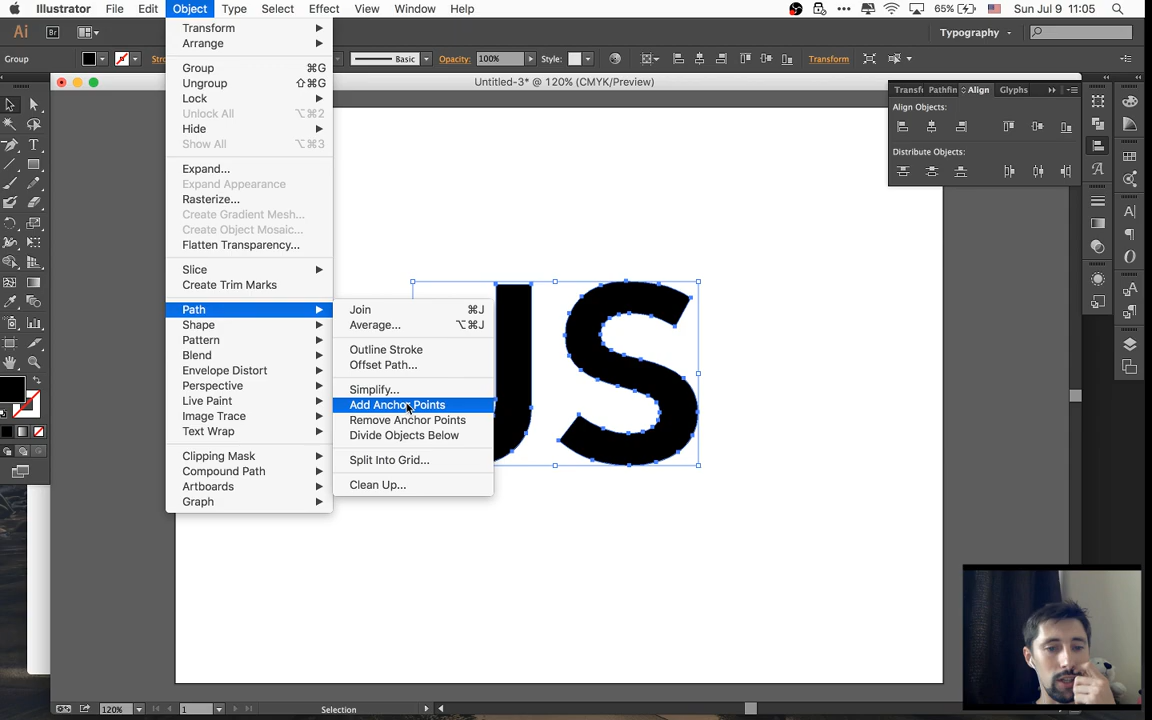 Illustrator File Edit Object Type Select Effect View Window Help
65% Sun Jul 9 11:05
Ai Br Typography
Group Basic Opacity: 100% Style: Transform
Untitled-3* @ 120% (CMYK/Preview)
Transform
Arrange
Group ⌘G
Ungroup ⇧⌘G
Lock
Unlock All ⌥⌘2
Hide
Show All ⌥⌘3
Expand...
Expand Appearance
Rasterize...
Create Gradient Mesh...
Create Object Mosaic...
Flatten Transparency...
Slice
Create Trim Marks
Path
Shape
Pattern
Blend
Envelope Distort
Perspective
Live Paint
Image Trace
Text Wrap
Clipping Mask
Compound Path
Artboards
Graph
Join ⌘J
Average... ⌥⌘J
Outline Stroke
Offset Path...
Simplify...
Add Anchor Points
Remove Anchor Points
Divide Objects Below
Split Into Grid...
Clean Up...
S
Transf Pathfin Align Glyphs
Align Objects:
Distribute Objects:
120% 1 Selection